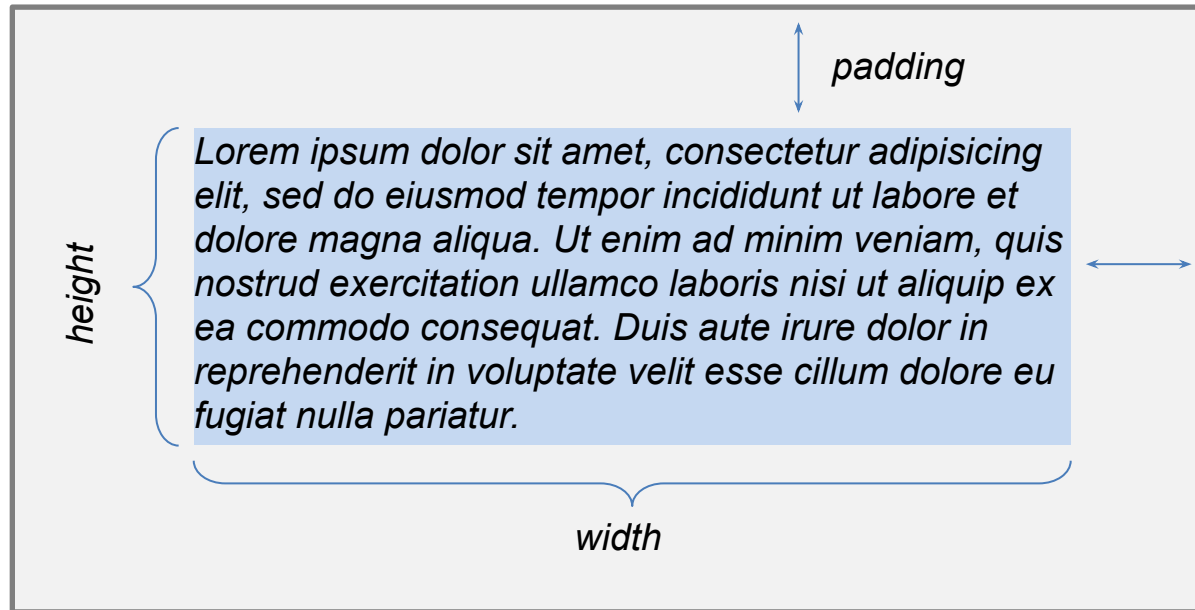 padding
Lorem ipsum dolor sit amet, consectetur adipisicing
elit, sed do eiusmod tempor incididunt ut labore et
dolore magna aliqua. Ut enim ad minim veniam, quis
nostrud exercitation ullamco laboris nisi ut aliquip ex
ea commodo consequat. Duis aute irure dolor in
reprehenderit in voluptate velit esse cillum dolore eu
fugiat nulla pariatur.
height
width